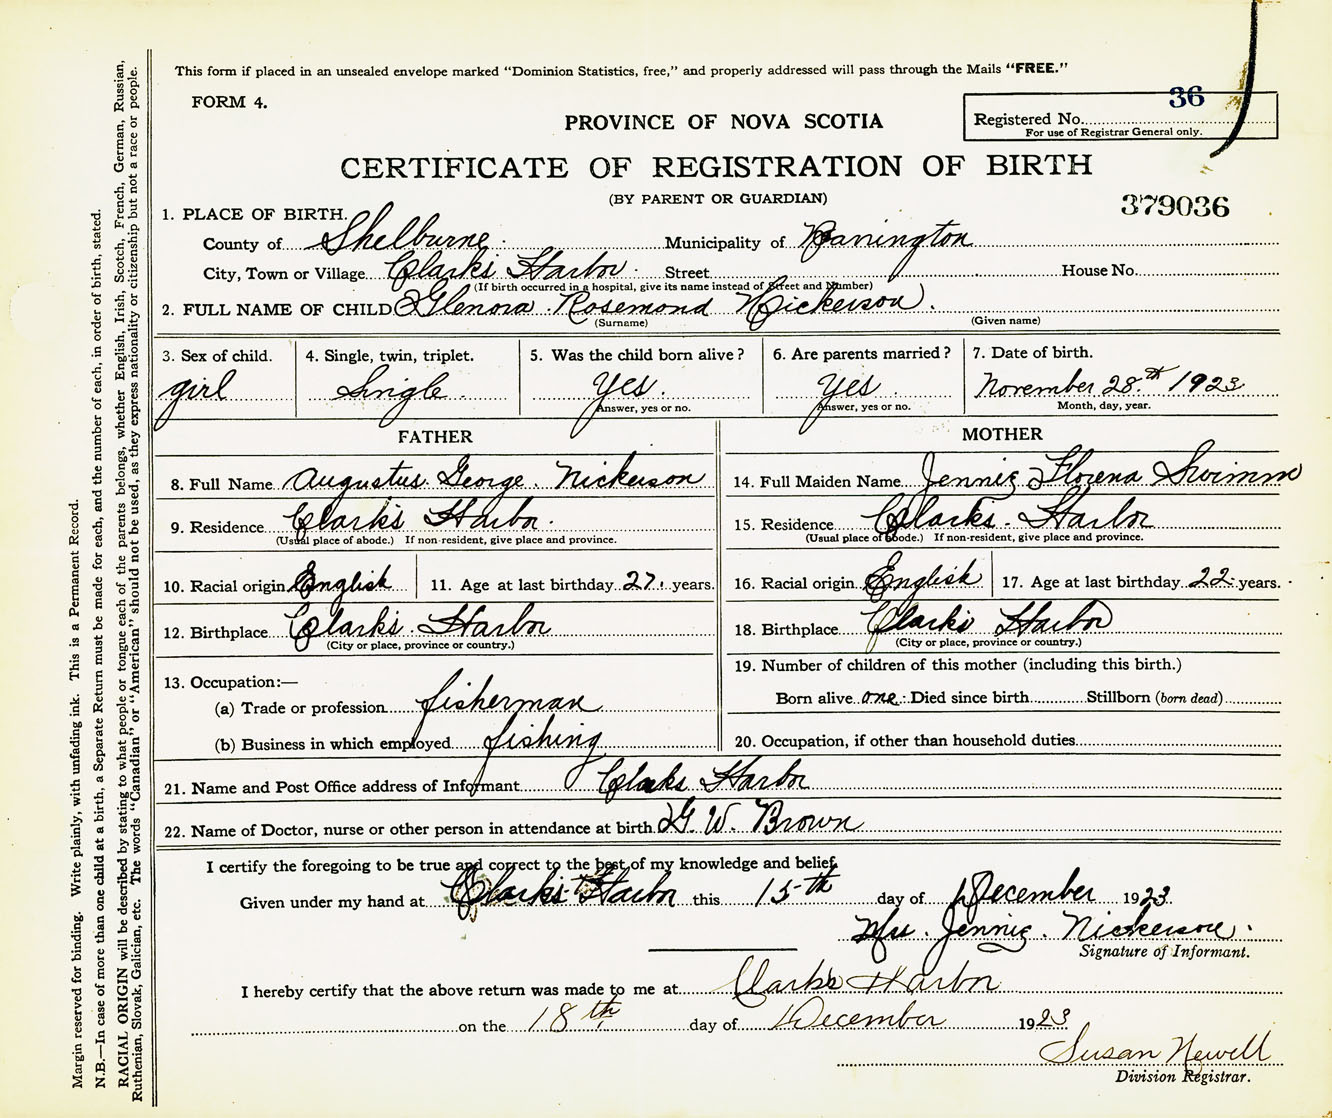 This form if placed in an unsealed envelope marked “Dominion Statistics, free,” and properly addressed will pass through the Mails “FREE.”
FORM 4.
36
Registered No.
For use of Registrar General only.
PROVINCE OF NOVA SCOTIA
CERTIFICATE OF REGISTRATION OF BIRTH
(BY PARENT OR GUARDIAN)
379036
1. PLACE OF BIRTH.
County of Shelburne Municipality of Barrington
City, Town or Village Clarks Harbor Street House No.
(If birth occurred in a hospital, give its name instead of Street and Number)
2. FULL NAME OF CHILD Glenora Rosemond Nickerson
(Surname) (Given name)
3. Sex of child. 4. Single, twin, triplet. 5. Was the child born alive? 6. Are parents married? 7. Date of birth.
girl Single Yes. Yes November 28th 1923
Answer, yes or no. Answer, yes or no. Month, day, year.
FATHER MOTHER
8. Full Name Augustus George Nickerson 14. Full Maiden Name Jennie Florena Swimm
9. Residence Clarks Harbor 15. Residence Clarks Harbor
(Usual place of abode.) If non-resident, give place and province. (Usual place of abode.) If non-resident, give place and province.
10. Racial origin English 11. Age at last birthday 27 years. 16. Racial origin English 17. Age at last birthday 22 years.
12. Birthplace Clarks Harbor 18. Birthplace Clarks Harbor
(City or place, province or country.) (City or place, province or country.)
13. Occupation:— 19. Number of children of this mother (including this birth.)
(a) Trade or profession fisherman Born alive one Died since birth Stillborn (born dead)
(b) Business in which employed fishing 20. Occupation, if other than household duties
21. Name and Post Office address of Informant Clarks Harbor
22. Name of Doctor, nurse or other person in attendance at birth G. W. Brown
I certify the foregoing to be true and correct to the best of my knowledge and belief.
Given under my hand at Clarks Harbor this 15th day of December 1923.
Mrs. Jennie Nickerson
Signature of Informant.
I hereby certify that the above return was made to me at Clarks Harbor
on the 18th day of December 1923
Susan Newell
Division Registrar.
Margin reserved for binding. Write plainly, with unfading ink. This is a Permanent Record.
N.B.—In case of more than one child at a birth, a Separate Return must be made for each, and the number of each, in order of birth, stated.
RACIAL ORIGIN will be described by stating to what people or tongue each of the parents belongs, whether English, Irish, Scotch, French, German, Russian,
Ruthenian, Slovak, Galician, etc. The words “Canadian” or “American” should not be used, as they express nationality or citizenship but not a race or people.